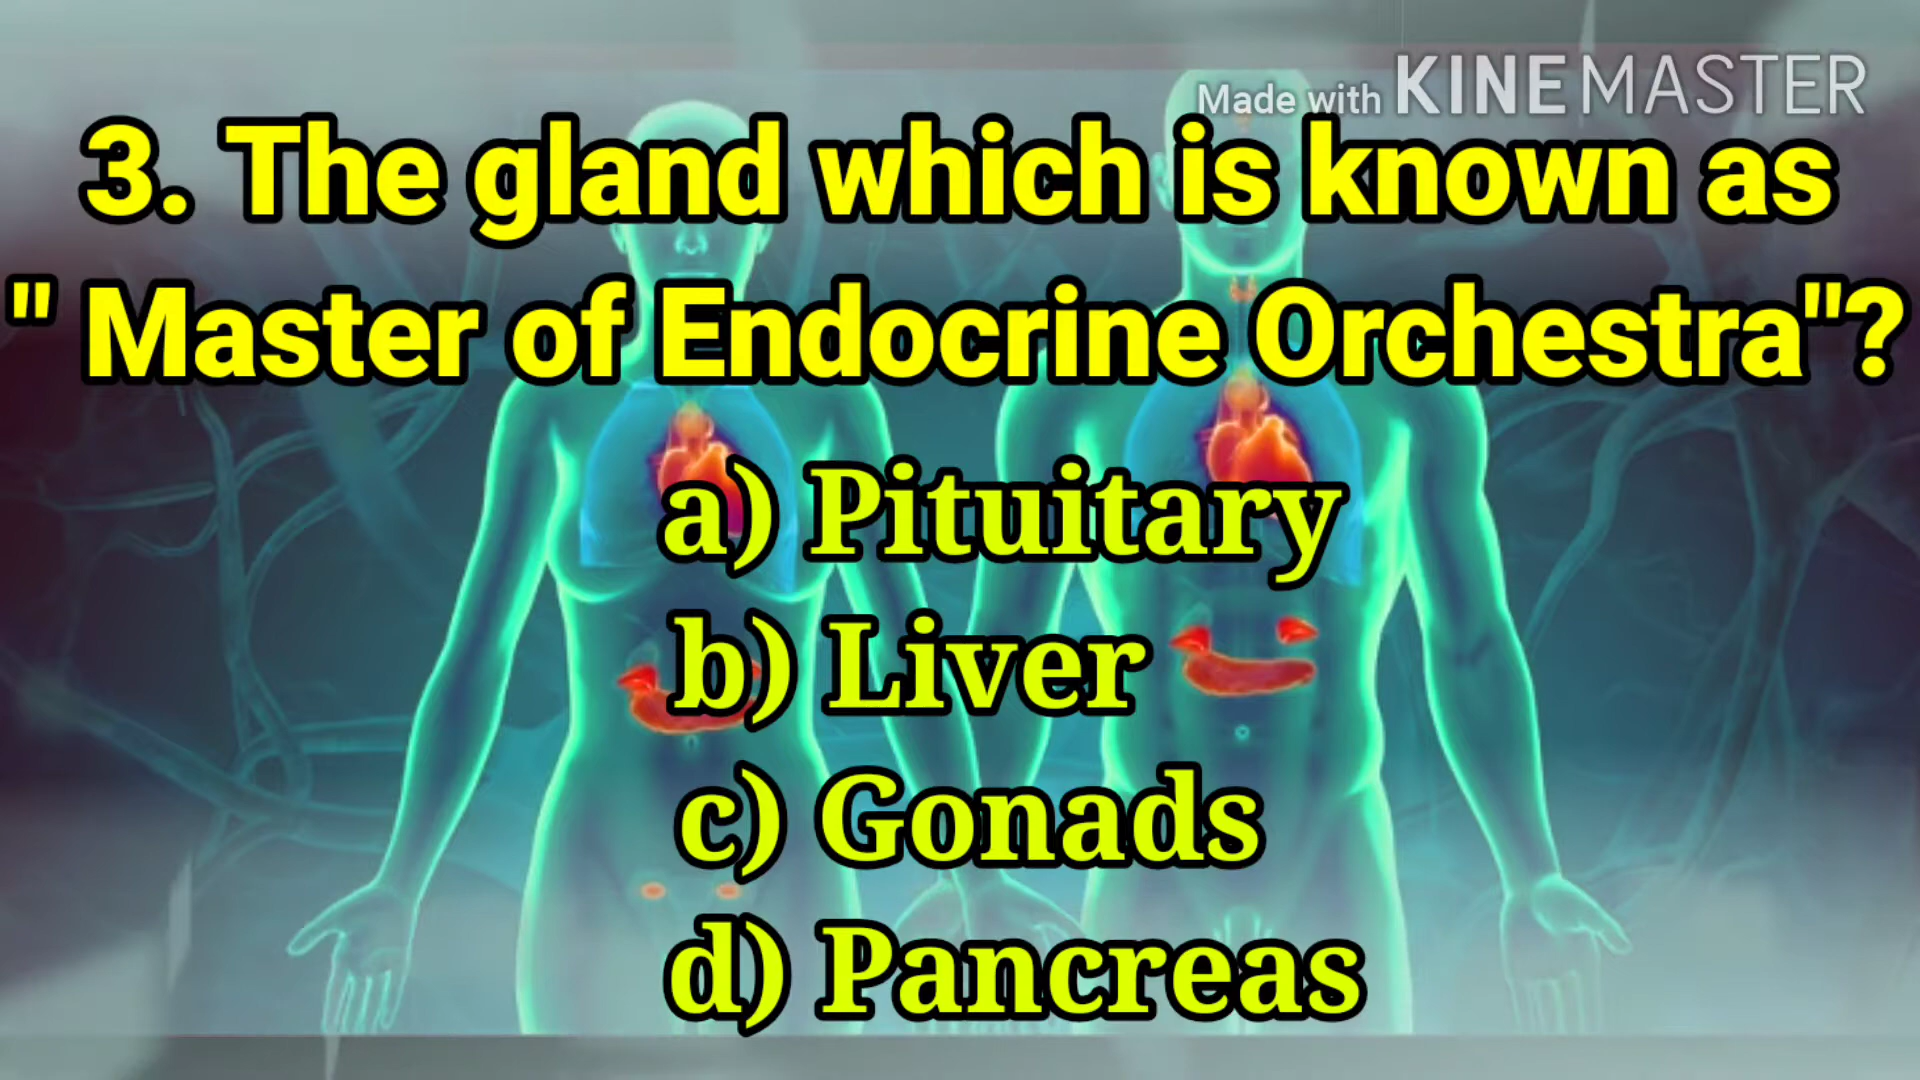 Made with KINEMASTER
3. The gland which is known as
" Master of Endocrine Orchestra"?
a) Pituitary
b) Liver
c) Gonads
d) Pancreas